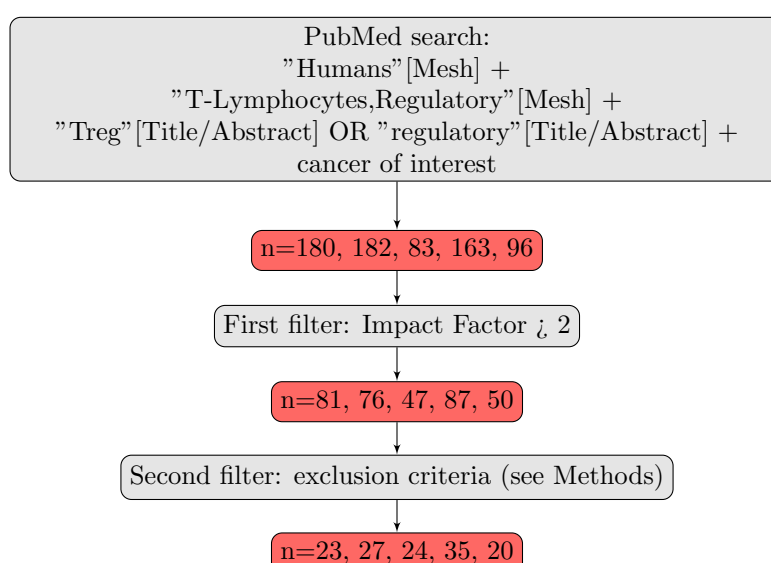 PubMed search:
”Humans”[Mesh] +
”T-Lymphocytes,Regulatory”[Mesh] +
”Treg”[Title/Abstract] OR ”regulatory”[Title/Abstract] +
cancer of interest
n=180, 182, 83, 163, 96
First filter: Impact Factor ¿ 2
n=81, 76, 47, 87, 50
Second filter: exclusion criteria (see Methods)
n=23, 27, 24, 35, 20